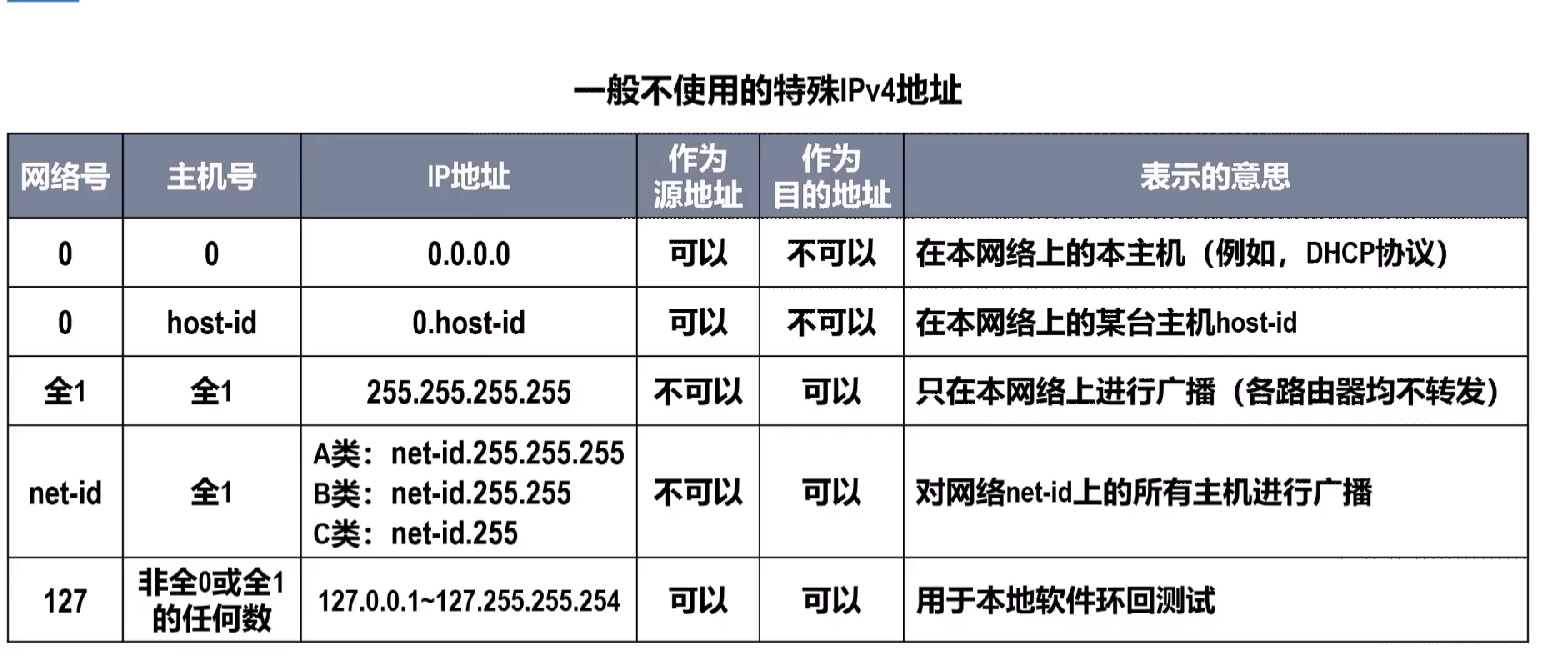 一般不使用的特殊IPv4地址
网络号 主机号 IP地址 作为源地址 作为目的地址 表示的意思
0 0 0.0.0.0 可以 不可以 在本网络上的本主机（例如，DHCP协议）
0 host-id 0.host-id 可以 不可以 在本网络上的某台主机host-id
全1 全1 255.255.255.255 不可以 可以 只在本网络上进行广播（各路由器均不转发）
net-id 全1 A类：net-id.255.255.255
B类：net-id.255.255
C类：net-id.255
不可以 可以 对网络net-id上的所有主机进行广播
127 非全0或全1
的任何数
127.0.0.1~127.255.255.254 可以 可以 用于本地软件环回测试